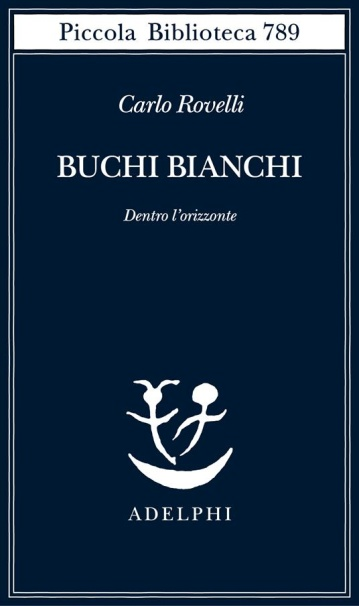 Piccola Biblioteca 789
Carlo Rovelli
BUCHI BIANCHI
Dentro l'orizzonte
ADELPHI